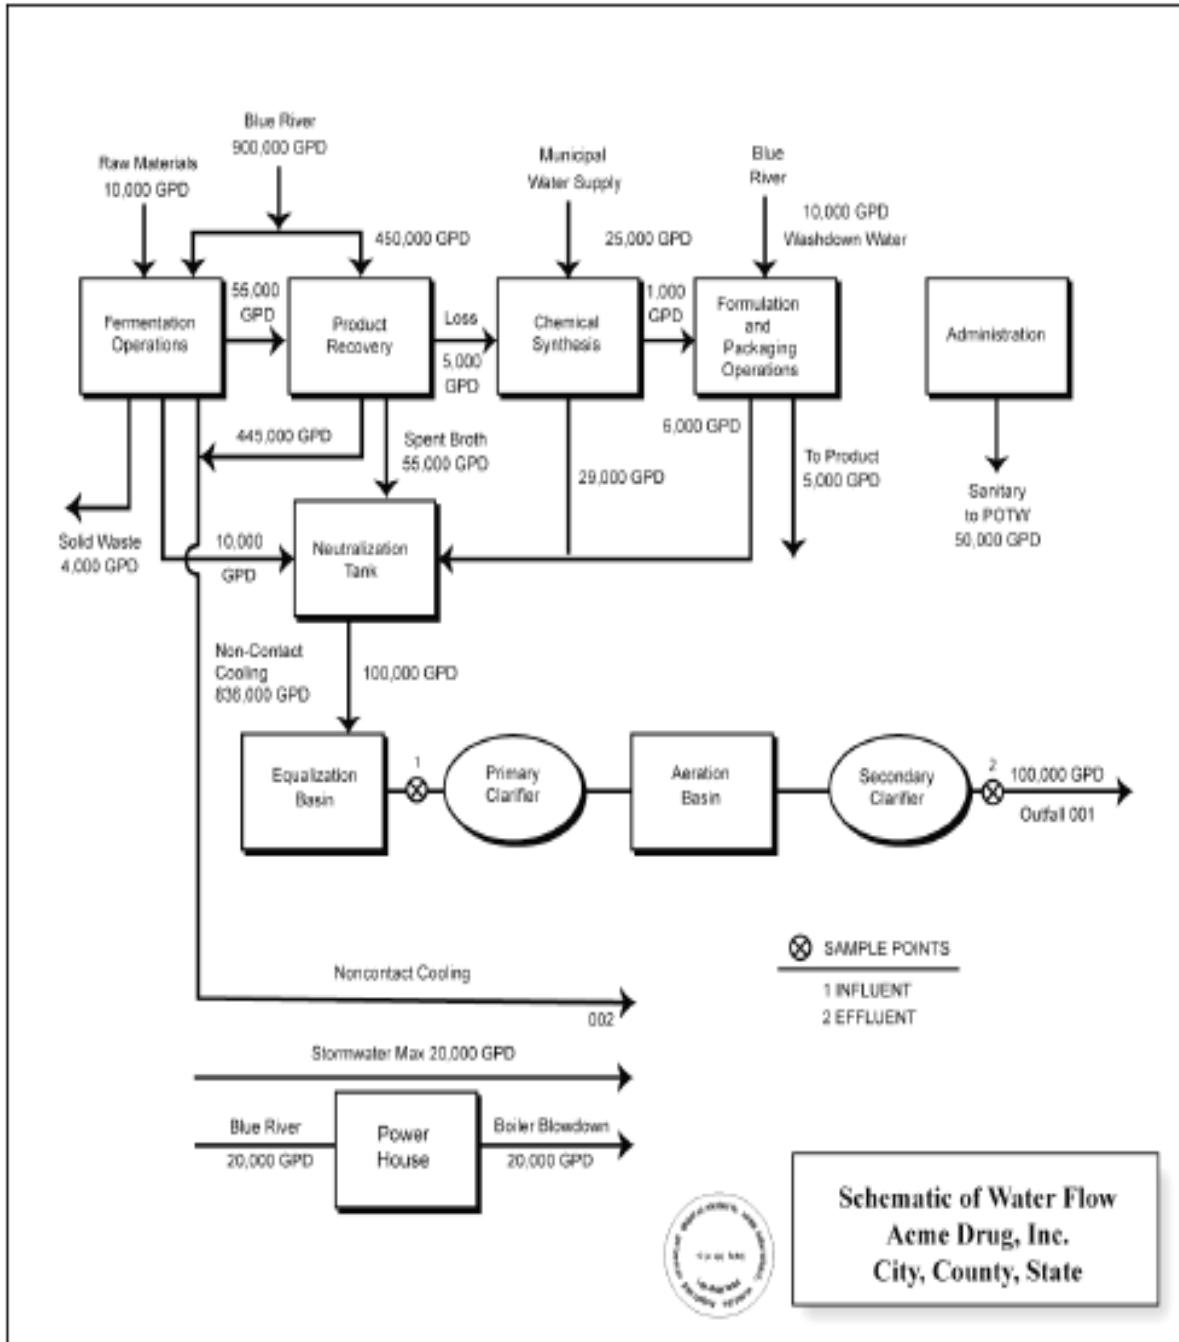 Blue River
900,000 GPD
Raw Materials
10,000 GPD
Municipal
Water Supply
Blue
River
10,000 GPD
Washdown Water
450,000 GPD
25,000 GPD
Fermentation
Operations
55,000
GPD
Product
Recovery
Loss
5,000
GPD
Chemical
Synthesis
1,000
GPD
Formulation
and
Packaging
Operations
Administration
445,000 GPD
Spent Broth
55,000 GPD
29,000 GPD
6,000 GPD
To Product
5,000 GPD
Sanitary
to POTW
50,000 GPD
Solid Waste
4,000 GPD
10,000
GPD
Neutralization
Tank
Non-Contact
Cooling
836,000 GPD
100,000 GPD
Equalization
Basin
1
Primary
Clarifier
Aeration
Basin
Secondary
Clarifier
2
100,000 GPD
Outfall 001
Noncontact Cooling
002
SAMPLE POINTS
1 INFLUENT
2 EFFLUENT
Stormwater Max 20,000 GPD
Blue River
20,000 GPD
Power
House
Boiler Blowdown
20,000 GPD
Schematic of Water Flow
Acme Drug, Inc.
City, County, State